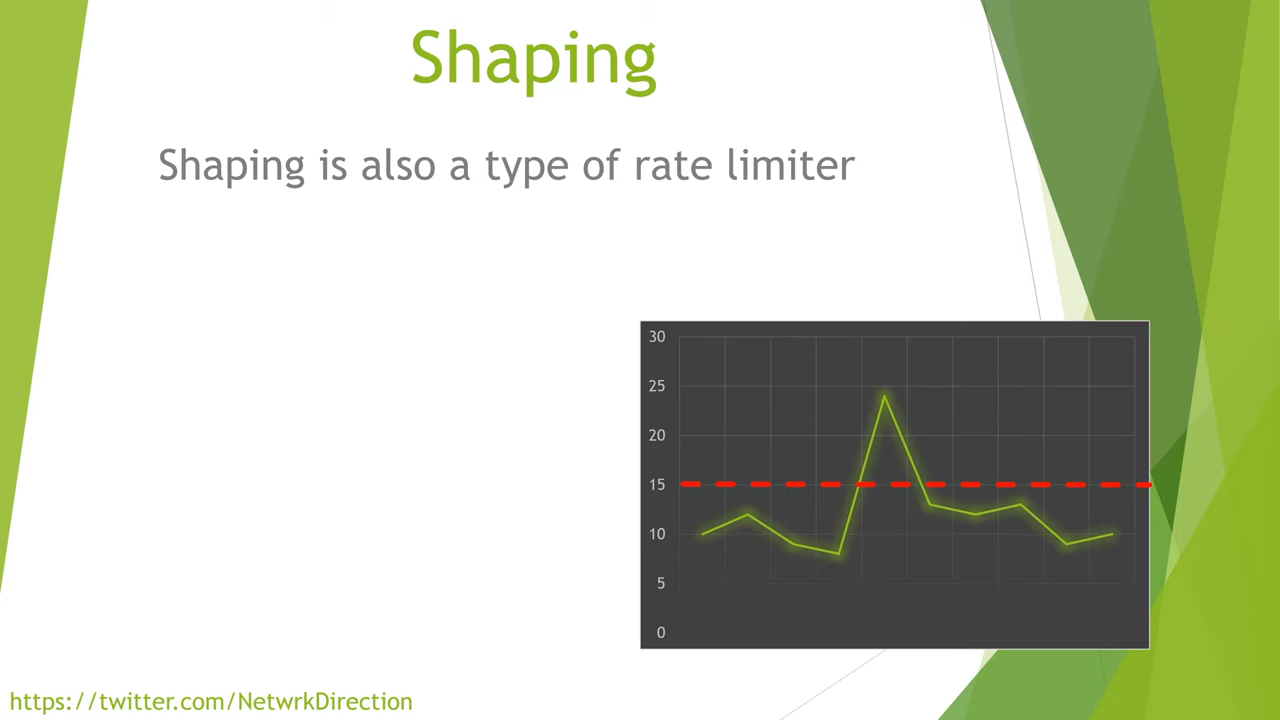 Shaping
Shaping is also a type of rate limiter
30
25
20
15
10
5
0
https://twitter.com/NetwrkDirection